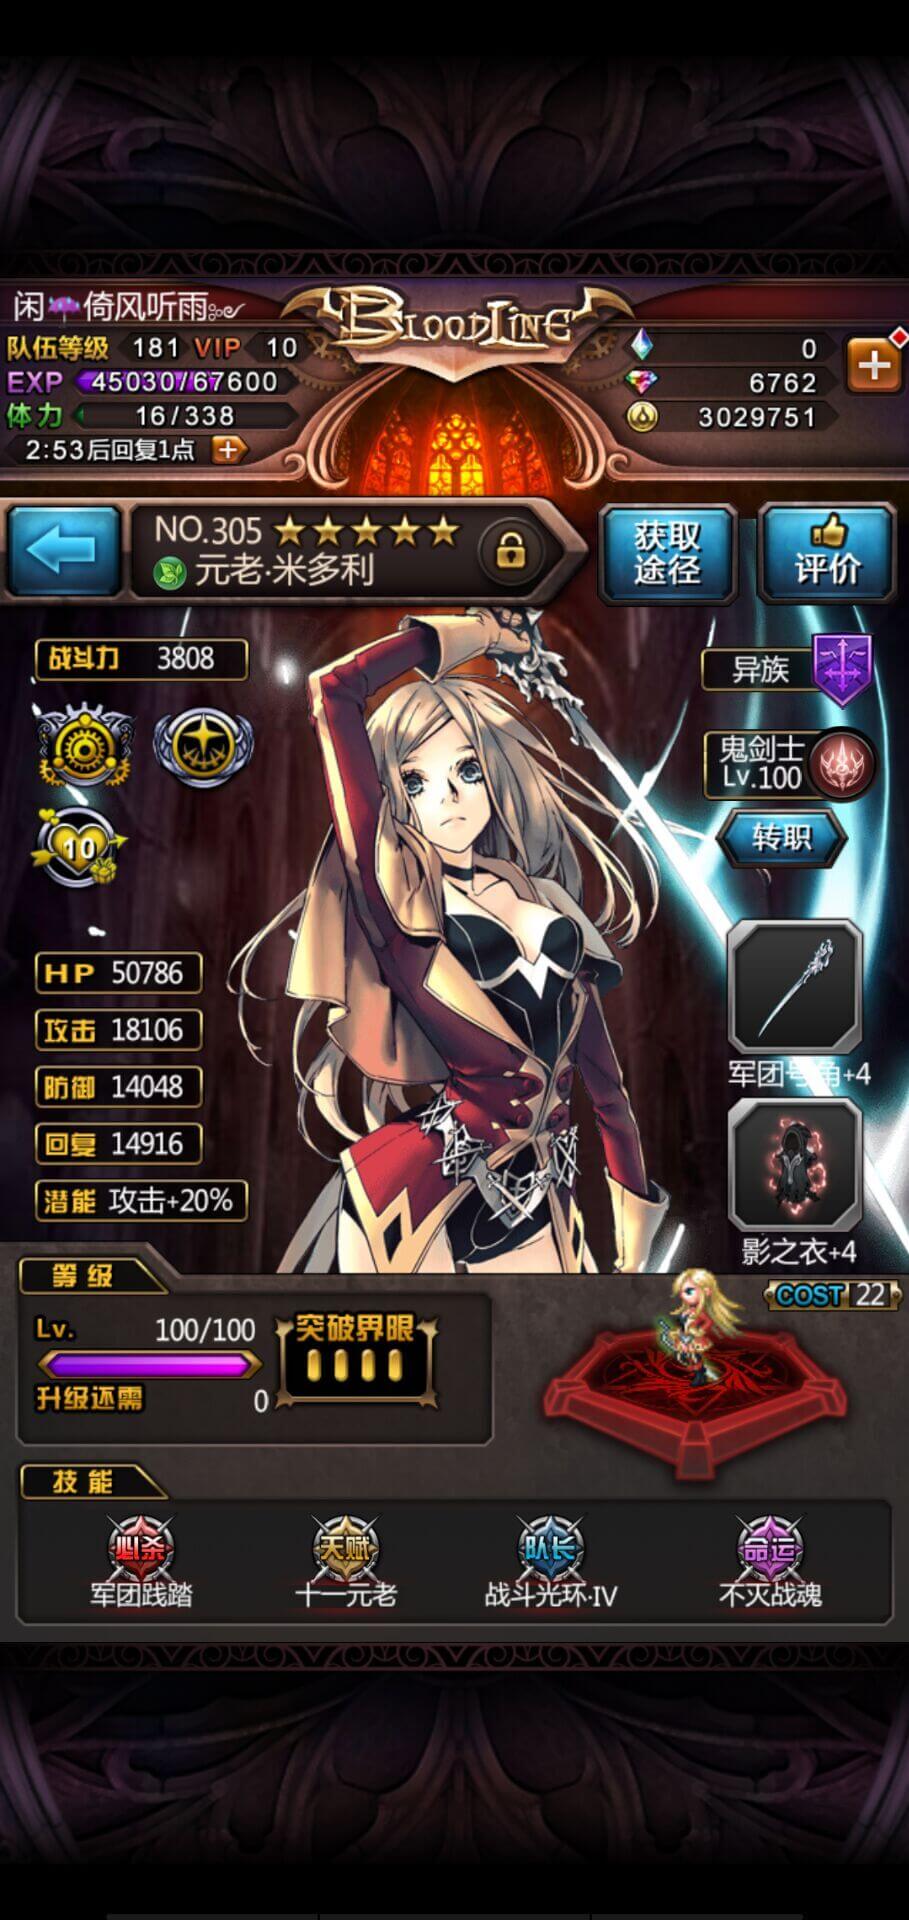 闲倚风听雨
BLOODLINE
队伍等级 181 VIP 10
0
EXP 45030/67600
6762
体力 16/338
3029751
2:53后回复1点
NO.305
元老·米多利
获取
途径
评价
战斗力 3808
异族
鬼剑士
Lv.100
转职
10
HP 50786
攻击 18106
防御 14048
回复 14916
潜能 攻击+20%
军团号角+4
影之衣+4
等级
COST 22
Lv. 100/100
突破界限
升级还需 0
技能
必杀 天赋 队长 命运
军团践踏 十一元老 战斗光环·IV 不灭战魂